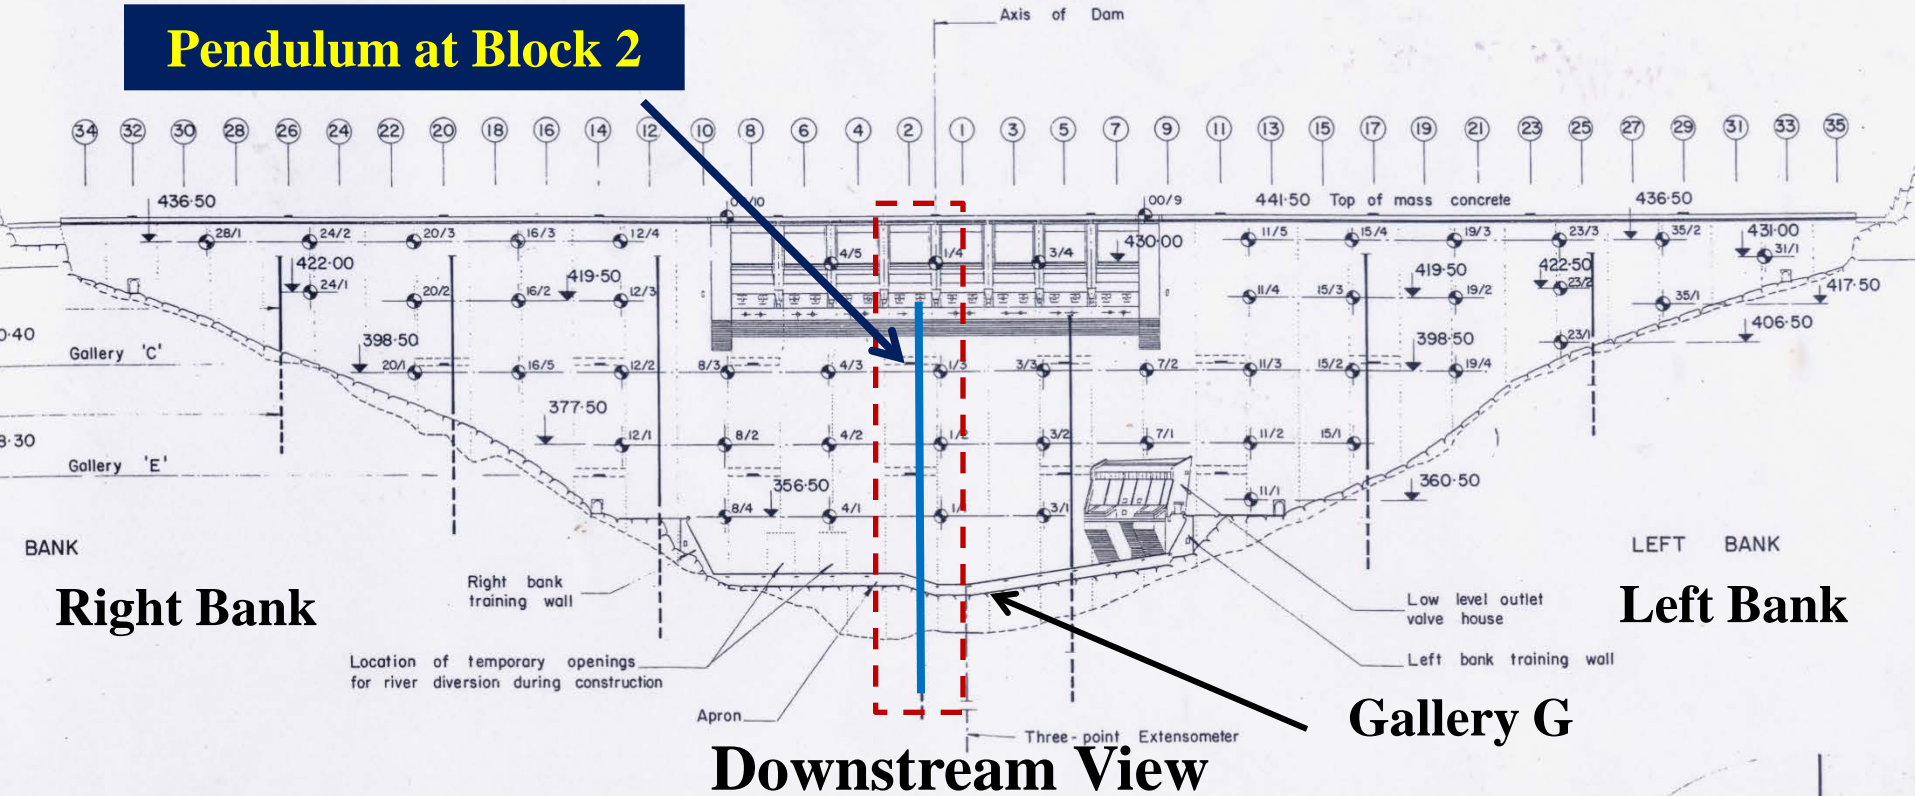 Axis of Dam
Pendulum at Block 2
34 32 30 28 26 24 22 20 18 16 14 12 10 8 6 4 2 1 3 5 7 9 11 13 15 17 19 21 23 25 27 29 31 33 35
436·50
00/10
00/9
441·50 Top of mass concrete
436·50
28/1 24/2 20/3 16/3 12/4
4/5 1/4 3/4
430·00
11/5 15/4 19/3 23/3 35/2
431·00
31/1
422·00
24/1 20/2 16/2
419·50
12/3
11/4 15/3
419·50
19/2
422·50
23/2
35/1
417·50
0·40
Gallery 'C'
398·50
20/1 16/5 12/2 8/3 4/3 1/3 3/3 7/2 11/3 15/2
398·50
19/4
23/1
406·50
377·50
12/1 8/2 4/2 1/2 3/2 7/1 11/2 15/1
8·30
Gallery 'E'
356·50
8/4 4/1 3/1
11/1
360·50
BANK
LEFT BANK
Right Bank
Left Bank
Right bank
training wall
Low level outlet
valve house
Location of temporary openings
for river diversion during construction
Left bank training wall
Apron
Gallery G
Three-point Extensometer
Downstream View